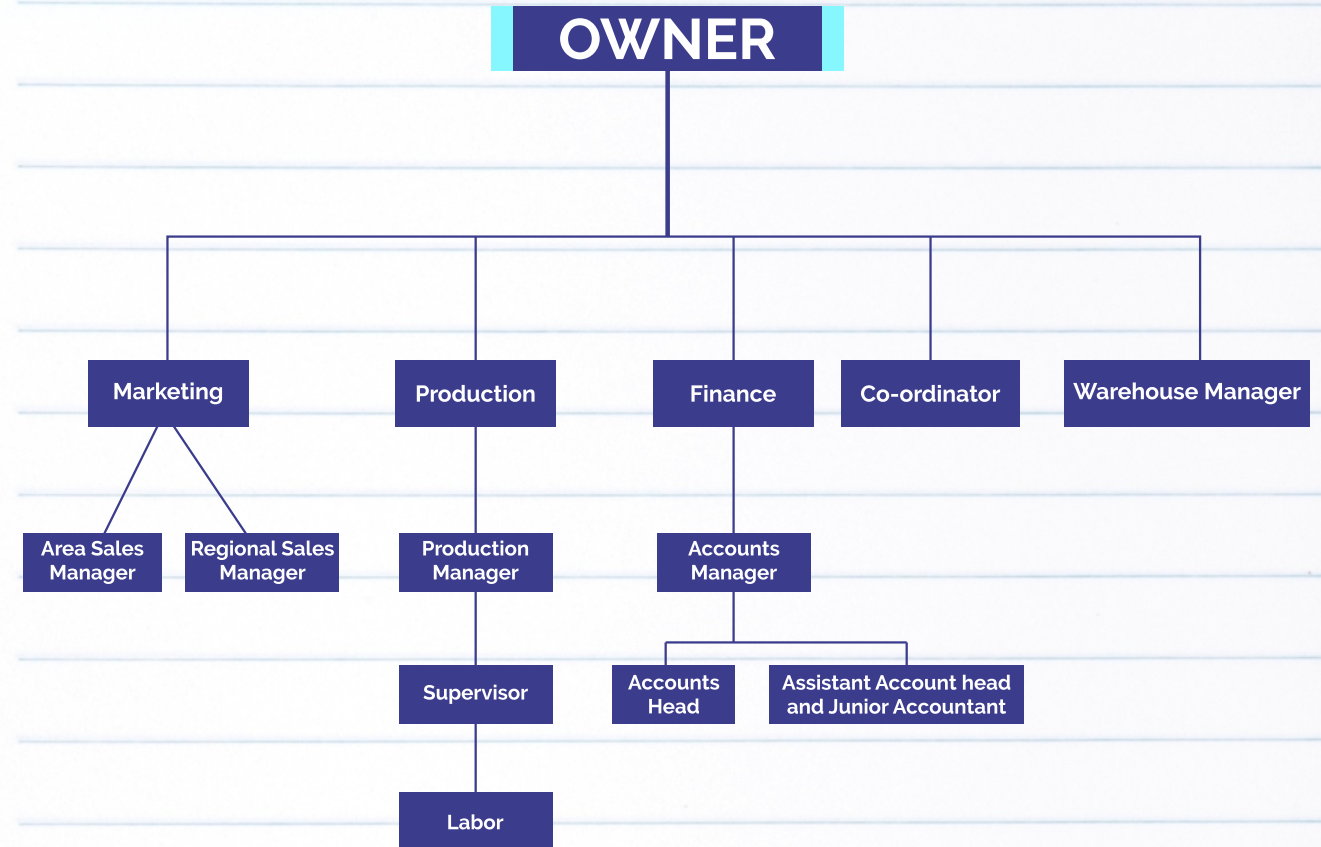 OWNER
Marketing
Production
Finance
Co-ordinator
Warehouse Manager
Area Sales
Manager
Regional Sales
Manager
Production
Manager
Accounts
Manager
Supervisor
Accounts
Head
Assistant Account head
and Junior Accountant
Labor